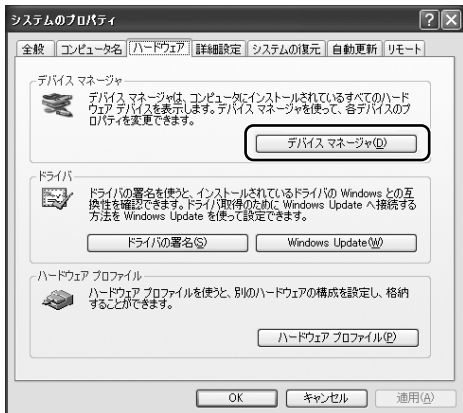 システムのプロパティ
全般 コンピュータ名 ハードウェア 詳細設定 システムの復元 自動更新 リモート
デバイス マネージャ
デバイス マネージャは、コンピュータにインストールされているすべてのハード
ウェア デバイスを表示します。デバイス マネージャを使って、各デバイスのプ
ロパティを変更できます。
デバイス マネージャ(D)
ドライバ
ドライバの署名を使うと、インストールされているドライバの Windows との互
換性を確認できます。ドライバ取得のために Windows Update へ接続する
方法を Windows Update を使って設定できます。
ドライバの署名(S) Windows Update(W)
ハードウェア プロファイル
ハードウェア プロファイルを使うと、別のハードウェアの構成を設定し、格納
することができます。
ハードウェア プロファイル(P)
OK キャンセル 適用(A)